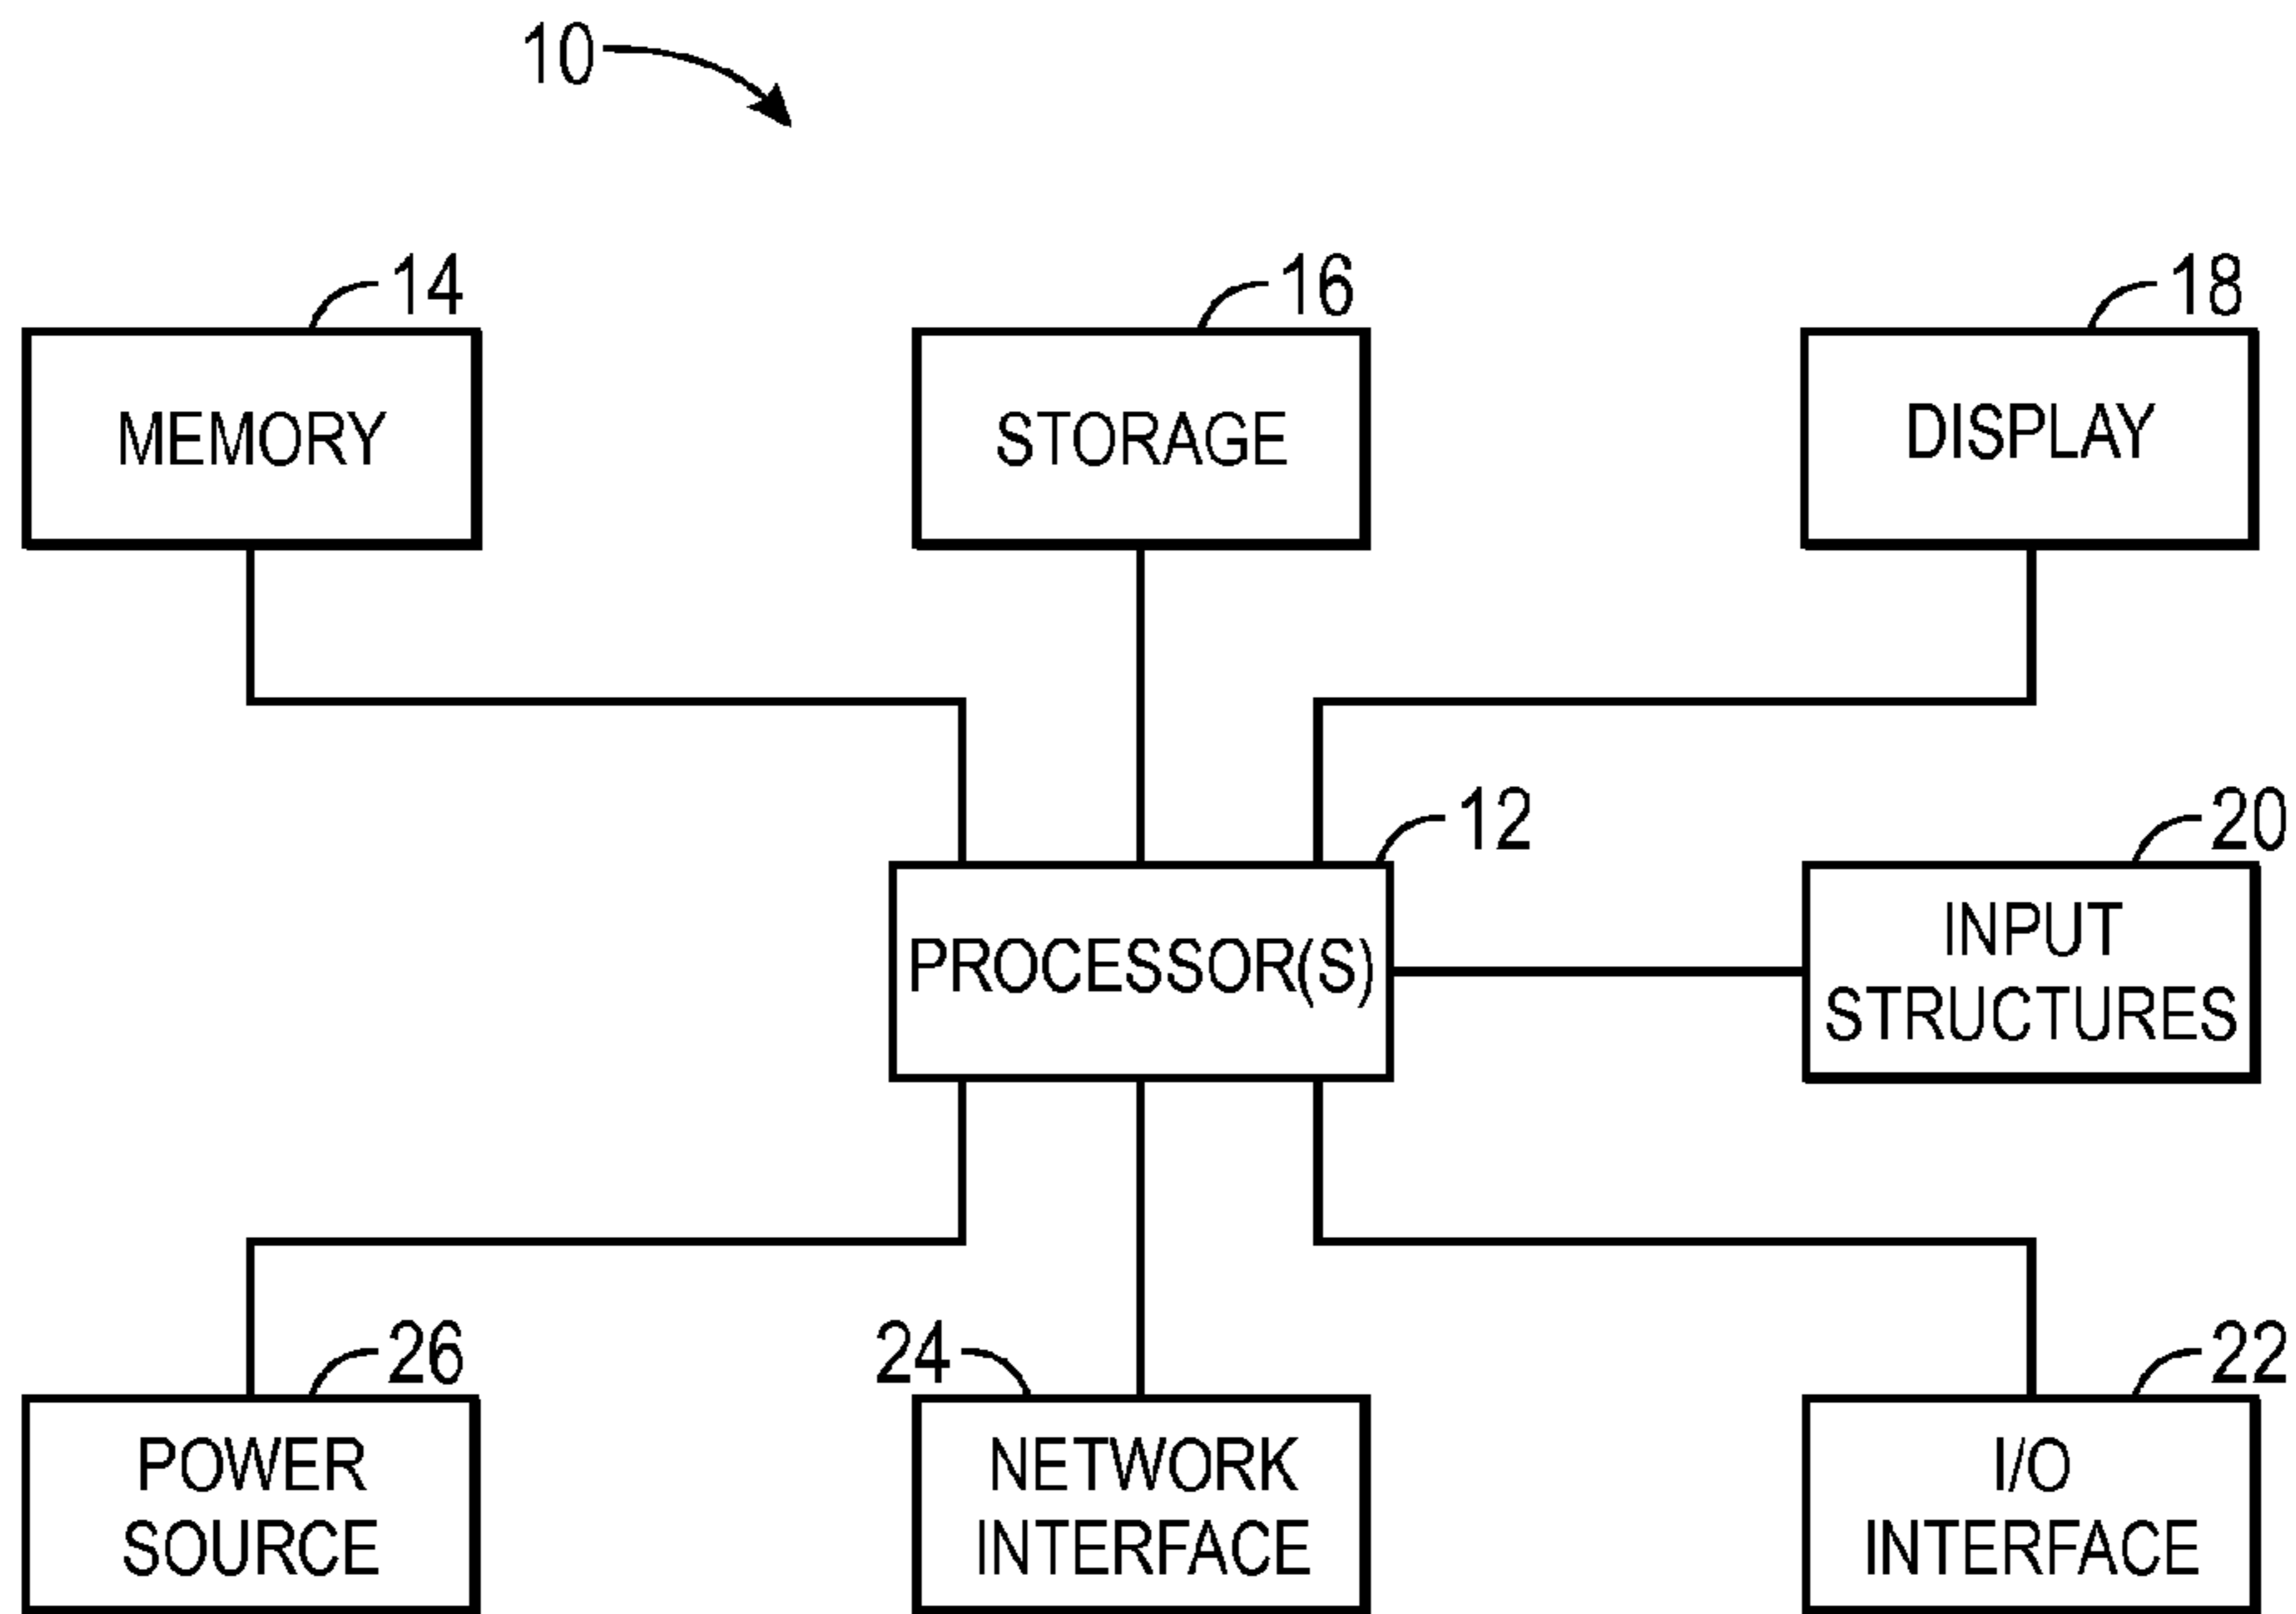 10
14
16
18
MEMORY
STORAGE
DISPLAY
12
20
PROCESSOR(S)
INPUT
STRUCTURES
26
24
22
POWER
SOURCE
NETWORK
INTERFACE
I/O
INTERFACE